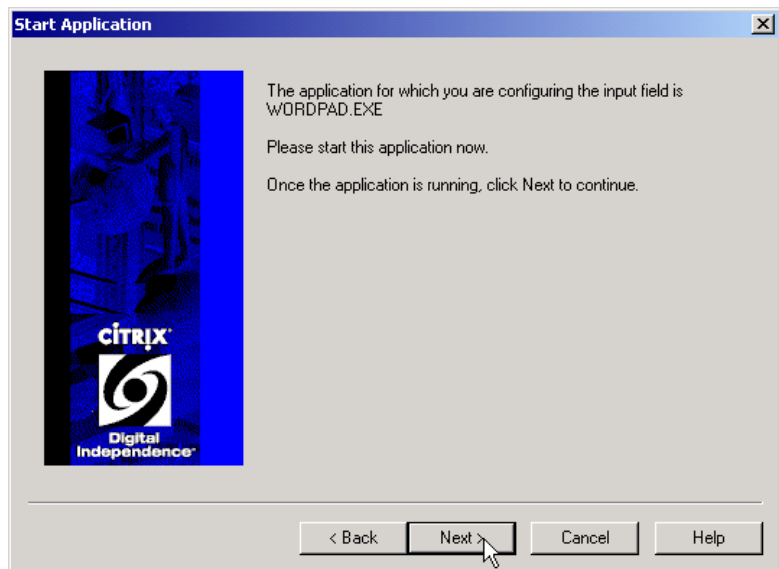 Start Application
The application for which you are configuring the input field is
WORDPAD.EXE
Please start this application now.
Once the application is running, click Next to continue.
CITRIX
Digital
Independence
< Back Next > Cancel Help